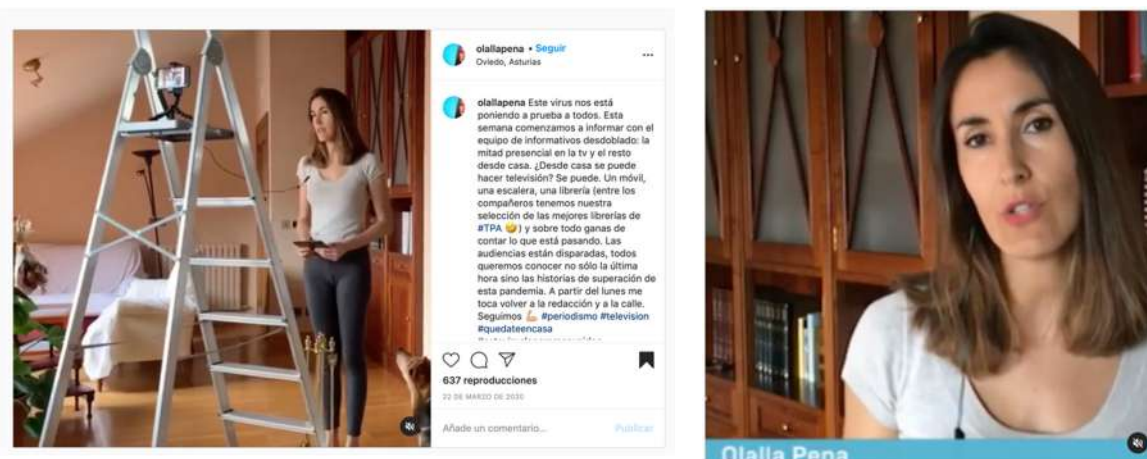 olallapena • Seguir
Oviedo, Asturias
olallapena Este virus nos está
poniendo a prueba a todos. Esta
semana comenzamos a informar con el
equipo de informativos desdoblado: la
mitad presencial en la tv y el resto
desde casa. ¿Desde casa se puede
hacer televisión? Se puede. Un móvil,
una escalera, una librería (entre los
compañeros tenemos nuestra
selección de las mejores librerías de
#TPA 🤣) y sobre todo ganas de
contar lo que está pasando. Las
audiencias están disparadas, todos
queremos conocer no sólo la última
hora sino las historias de superación de
esta pandemia. A partir del lunes me
toca volver a la redacción y a la calle.
Seguimos 💪🏼 #periodismo #television
#quedateencasa
637 reproducciones
22 DE MARZO DE 2020
Añade un comentario...
Publicar
Olalla Pena